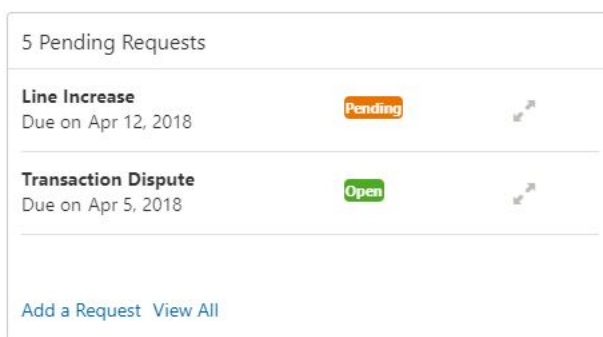 5 Pending Requests
Line Increase
Pending
Due on Apr 12, 2018
Transaction Dispute
Open
Due on Apr 5, 2018
Add a Request View All